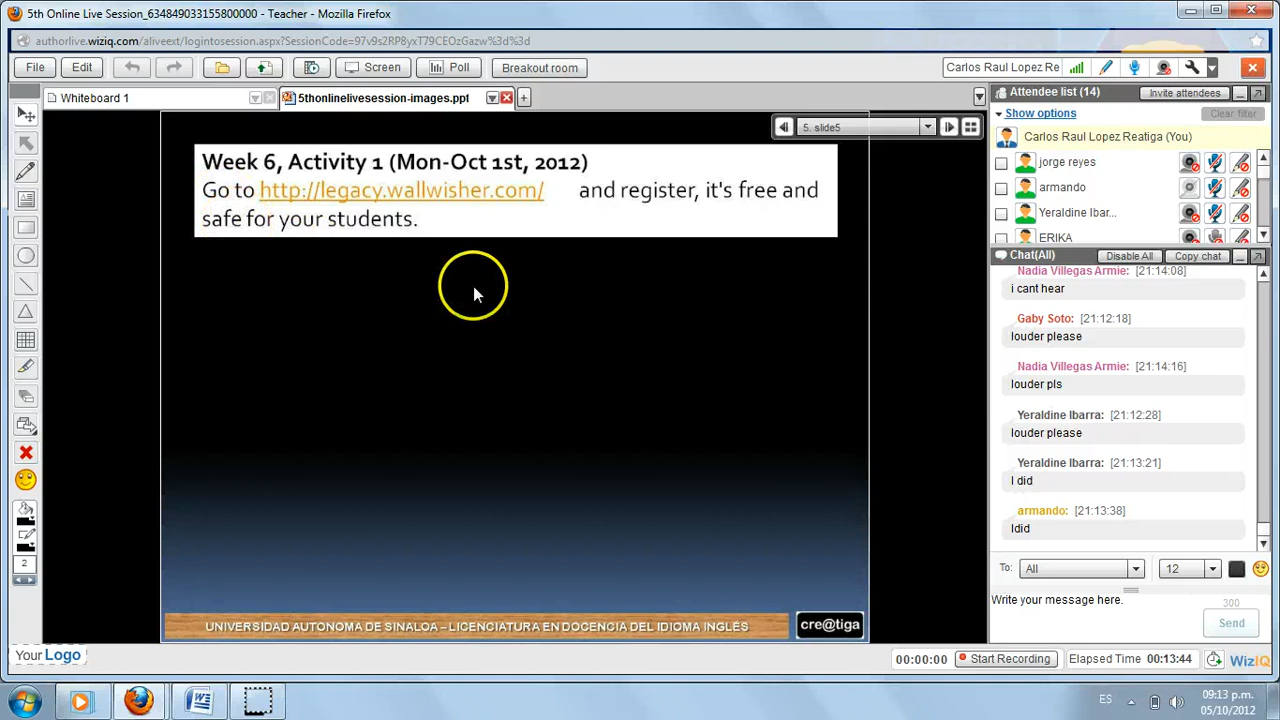 5th Online Live Session_634849033155800000 - Teacher - Mozilla Firefox
authorlive.wiziq.com/aliveext/logintosession.aspx?SessionCode=97v9s2RP8yxT79CEOzGazw%3d%3d
File Edit Screen Poll Breakout room Carlos Raul Lopez Re
Whiteboard 1 5thonlinelivesession-images.ppt
Attendee list (14) Invite attendees
Show options Clear filter
5. slide5
Carlos Raul Lopez Reatiga (You)
jorge reyes
armando
Yeraldine Ibar...
ERIKA
Week 6, Activity 1 (Mon-Oct 1st, 2012)
Go to http://legacy.wallwisher.com/ and register, it's free and
safe for your students.
Chat(All) Disable All Copy chat
Nadia Villegas Armie: [21:14:08]
i cant hear
Gaby Soto: [21:12:18]
louder please
Nadia Villegas Armie: [21:14:16]
louder pls
Yeraldine Ibarra: [21:12:28]
louder please
Yeraldine Ibarra: [21:13:21]
I did
armando: [21:13:38]
Idid
To: All 12
Write your message here. 300
Send
2
UNIVERSIDAD AUTONOMA DE SINALOA – LICENCIATURA EN DOCENCIA DEL IDIOMA INGLÉS cre@tiga
Your Logo
00:00:00 Start Recording Elapsed Time 00:13:44 WizIQ
ES 09:13 p.m.
05/10/2012